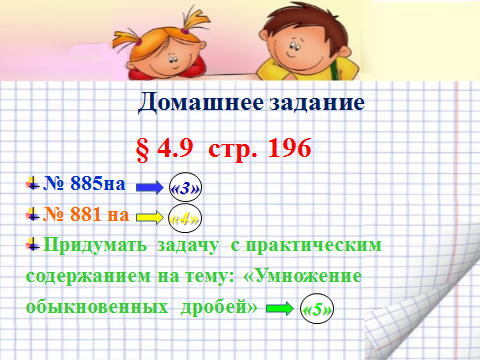 Домашнее задание
§ 4.9 стр. 196
№ 885на «3»
№ 881 на «4»
Придумать задачу с практическим
содержанием на тему: «Умножение
обыкновенных дробей» «5»